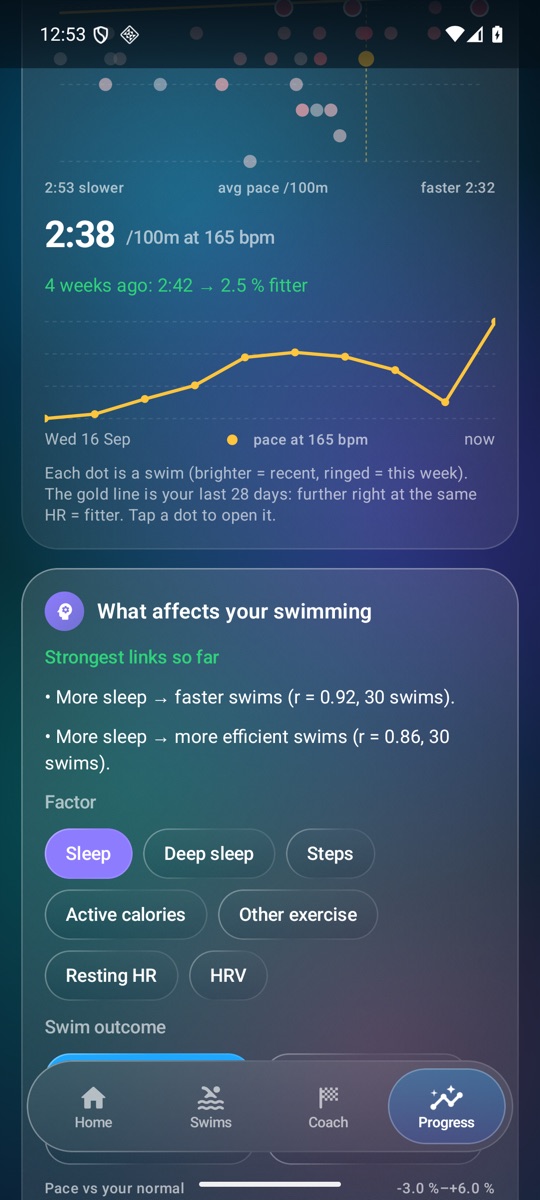 12:53
2:53 slower
avg pace /100m
faster 2:32
2:38 /100m at 165 bpm
4 weeks ago: 2:42 → 2.5 % fitter
Wed 16 Sep
pace at 165 bpm
now
Each dot is a swim (brighter = recent, ringed = this week).
The gold line is your last 28 days: further right at the same
HR = fitter. Tap a dot to open it.
What affects your swimming
Strongest links so far
• More sleep → faster swims (r = 0.92, 30 swims).
• More sleep → more efficient swims (r = 0.86, 30
swims).
Factor
Sleep
Deep sleep
Steps
Active calories
Other exercise
Resting HR
HRV
Swim outcome
Home
Swims
Coach
Progress
Pace vs your normal
-3.0 %–+6.0 %